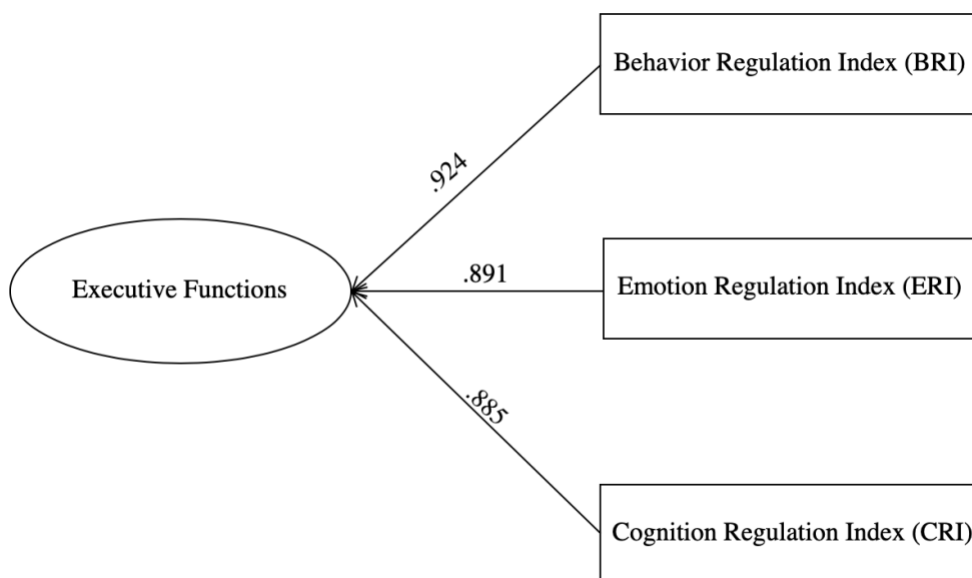 Behavior Regulation Index (BRI)
.924
Executive Functions
.891
Emotion Regulation Index (ERI)
.885
Cognition Regulation Index (CRI)